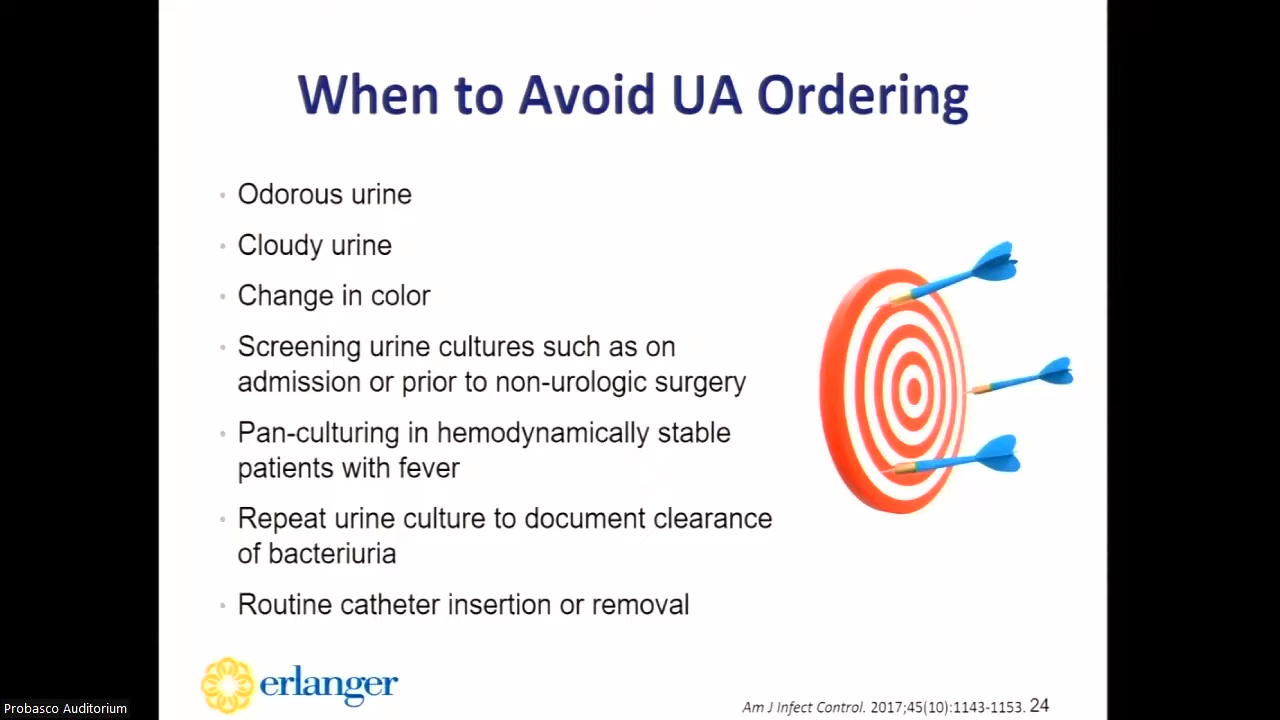 When to Avoid UA Ordering
• Odorous urine
• Cloudy urine
• Change in color
• Screening urine cultures such as on
admission or prior to non-urologic surgery
• Pan-culturing in hemodynamically stable
patients with fever
• Repeat urine culture to document clearance
of bacteriuria
• Routine catheter insertion or removal
erlanger
Am J Infect Control. 2017;45(10):1143-1153. 24
Probasco Auditorium